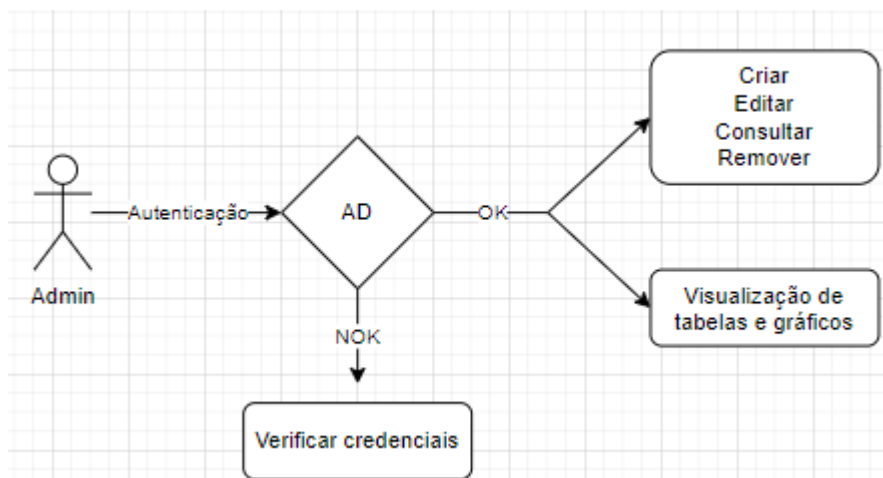 Admin
Autenticação
AD
OK
Criar
Editar
Consultar
Remover
Visualização de
tabelas e gráficos
NOK
Verificar credenciais